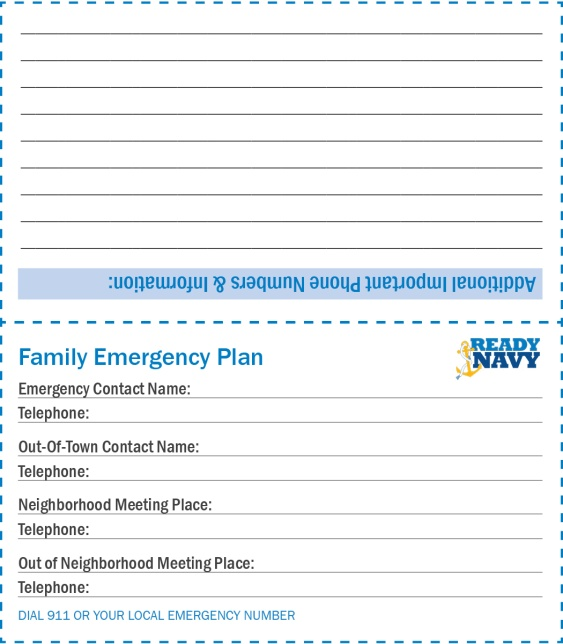 Additional Important Phone Numbers & Information:
Family Emergency Plan
READY
NAVY
Emergency Contact Name:
Telephone:
Out-Of-Town Contact Name:
Telephone:
Neighborhood Meeting Place:
Telephone:
Out of Neighborhood Meeting Place:
Telephone:
DIAL 911 OR YOUR LOCAL EMERGENCY NUMBER